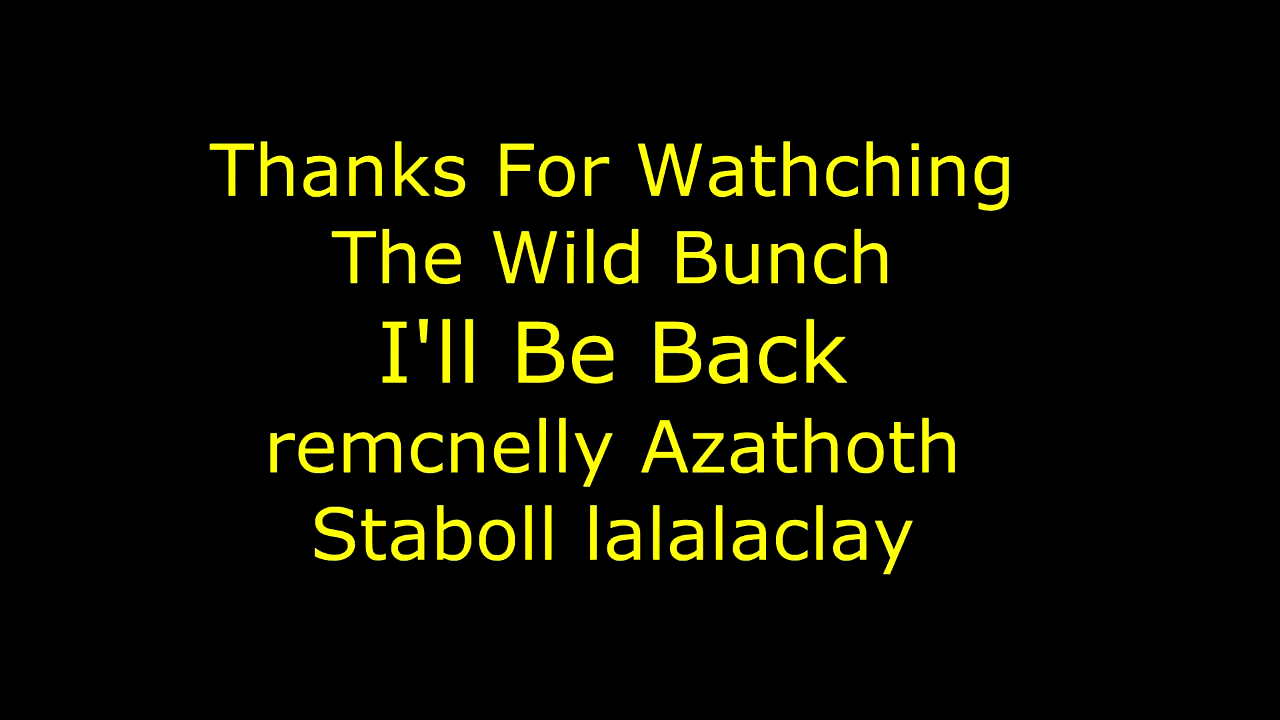 Thanks For Wathching
The Wild Bunch
I'll Be Back
remcnelly Azathoth
Staboll lalalaclay